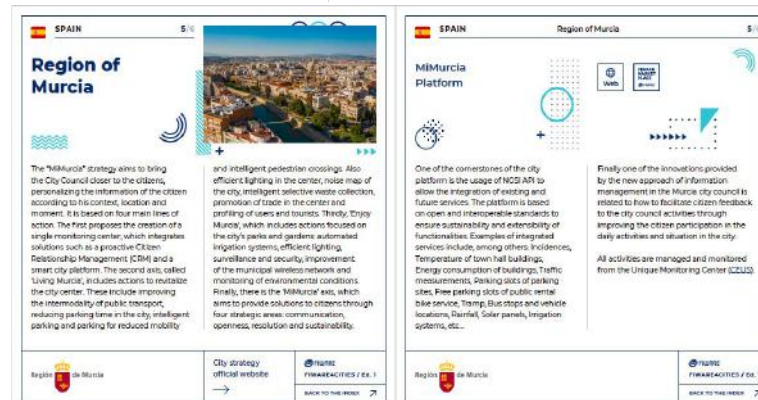 SPAIN
5/6
Region of
Murcia
The "MiMurcia" strategy aims to bring
the City Council closer to the citizens,
personalizing the information of the citizen
according to his context, location and
moment. It is based on four main lines of
action. The first proposes the creation of a
single monitoring center, which integrates
solutions such as a proactive Citizen
Relationship Management (CRM) and a
smart city platform. The second axis, called
'Living Murcia', includes actions to revitalize
the city center. These include improving
the intermodality of public transport,
reducing parking time in the city, intelligent
parking and parking for reduced mobility
and intelligent pedestrian crossings. Also
efficient lighting in the center, noise map of
the city, intelligent selective waste collection,
promotion of trade in the center and
profiling of users and tourists. Thirdly, 'Enjoy
Murcia', which includes actions focused on
the city's parks and gardens: automated
irrigation systems, efficient lighting,
surveillance and security, improvement
of the municipal wireless network and
monitoring of environmental conditions.
Finally, there is the 'MiMurcia' axis, which
aims to provide solutions to citizens through
four strategic areas: communication,
openness, resolution and sustainability.
Región de Murcia
City strategy
official website
FIWARE
FIWARE4CITIES / Ed. 1
BACK TO THE INDEX
SPAIN
Region of Murcia
5/
MiMurcia
Platform
Web
FIWARE
MARKET
PLACE
One of the cornerstones of the city
platform is the usage of NGSI API to
allow the integration of existing and
future services. The platform is based
on open and interoperable standards to
ensure sustainability and extensibility of
functionalities. Examples of integrated
services include, among others: Incidences,
Temperature of town hall buildings,
Energy consumption of buildings, Traffic
measurements, Parking slots of parking
sites, Free parking slots of public rental
bike service, Tramp, Bus stops and vehicle
locations, Rainfall, Solar panels, Irrigation
systems, etc...
Finally one of the innovations provided
by the new approach of information
management in the Murcia city council is
related to how to facilitate citizen feedback
to the city council activities through
improving the citizen participation in the
daily activities and situation in the city.
All activities are managed and monitored
from the Unique Monitoring Center (CEUS).
Región de Murcia
FIWARE
FIWARE4CITIES / Ed.
BACK TO THE INDEX